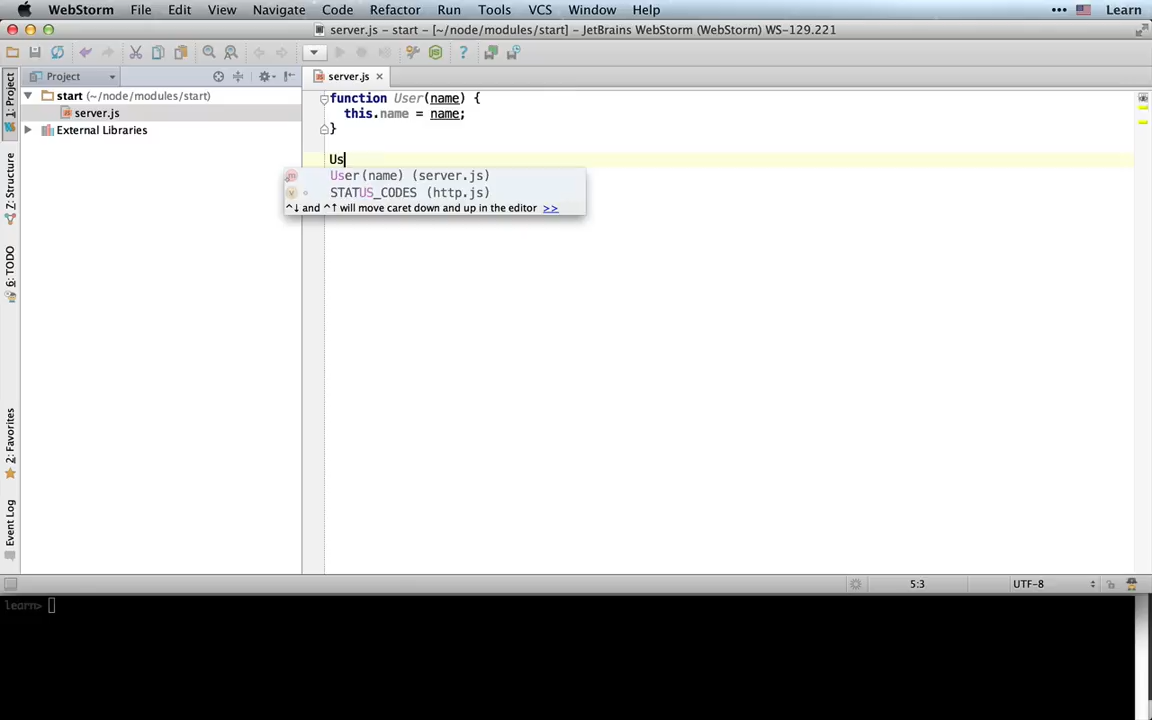 WebStorm File Edit View Navigate Code Refactor Run Tools VCS Window Help ••• Learn
server.js – start – [~/node/modules/start] – JetBrains WebStorm (WebStorm) WS-129.221
Project
server.js
1: Project
start (~/node/modules/start)
server.js
External Libraries
Z: Structure
6: TODO
2: Favorites
Event Log
function User(name) {
this.name = name;
}
Us
User(name) (server.js)
STATUS_CODES (http.js)
^↓ and ^↑ will move caret down and up in the editor >>
5:3 UTF-8
learn>